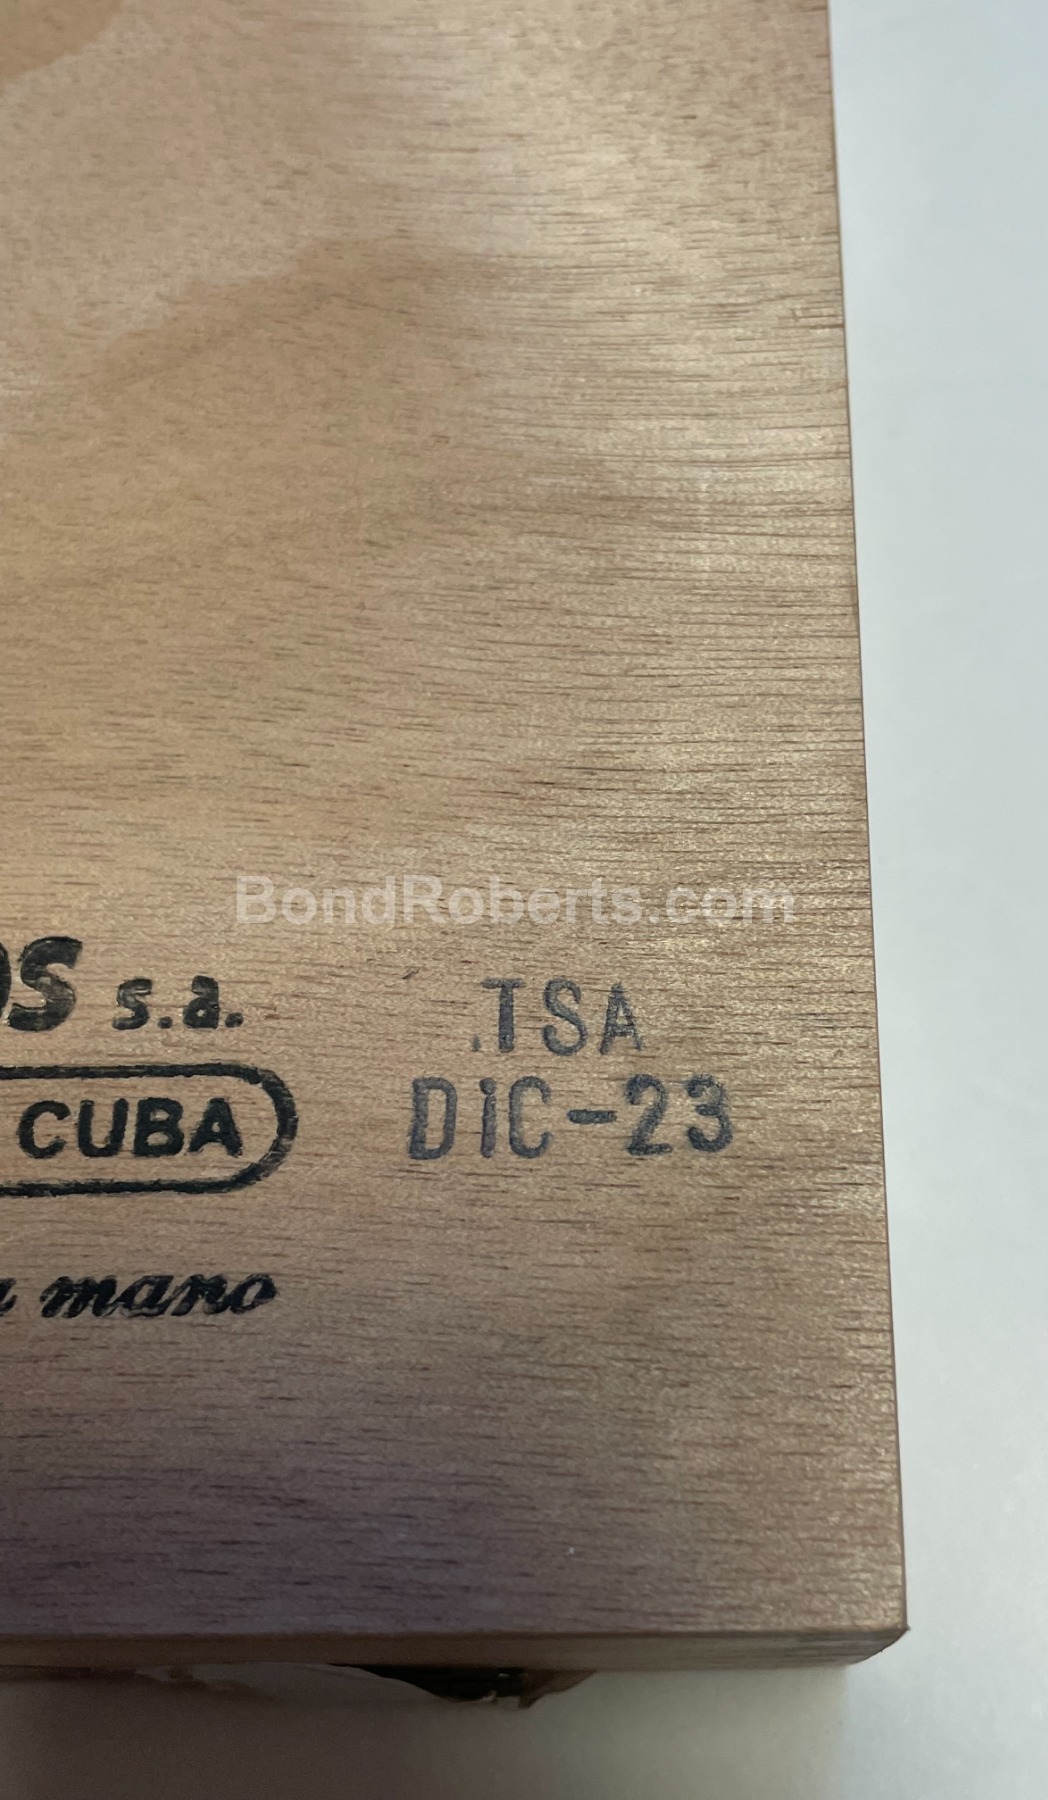 BondRoberts.com
s.a.
TSA
CUBA
DiC-23
mano